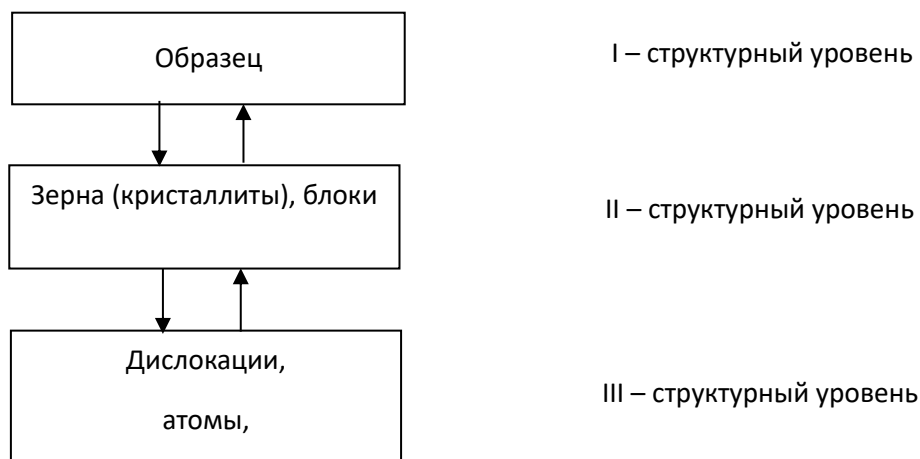 Образец
I – структурный уровень
Зерна (кристаллиты), блоки
II – структурный уровень
Дислокации,
атомы,
III – структурный уровень